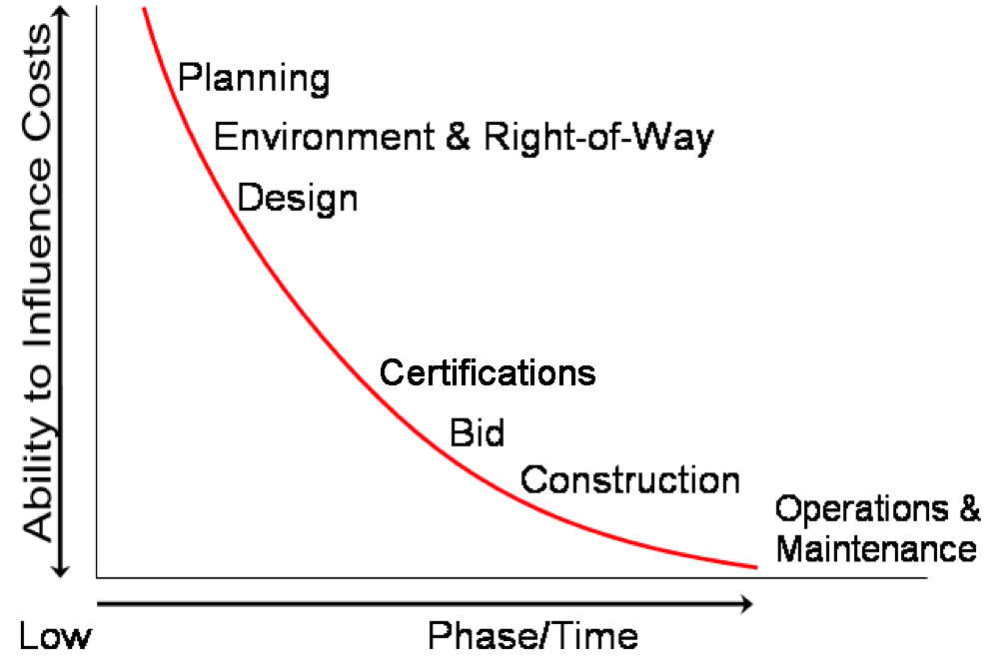 Ability to Influence Costs
Planning
Environment & Right-of-Way
Design
Certifications
Bid
Construction
Operations &
Maintenance
Low
Phase/Time